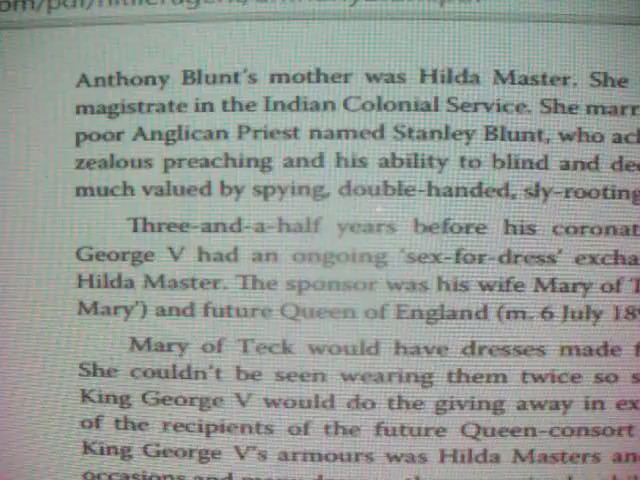 Anthony Blunt's mother was Hilda Master. She
magistrate in the Indian Colonial Service. She marr
poor Anglican Priest named Stanley Blunt, who ac
zealous preaching and his ability to blind and de
much valued by spying, double-handed, sly-rooting
Three-and-a-half years before his coronat
George V had an ongoing 'sex-for-dress' excha
Hilda Master. The sponsor was his wife Mary of T
Mary') and future Queen of England (m. 6 July 18
Mary of Teck would have dresses made f
She couldn't be seen wearing them twice so s
King George V would do the giving away in ex
of the recipients of the future Queen-consort
King George V's armours was Hilda Masters an
occasions and